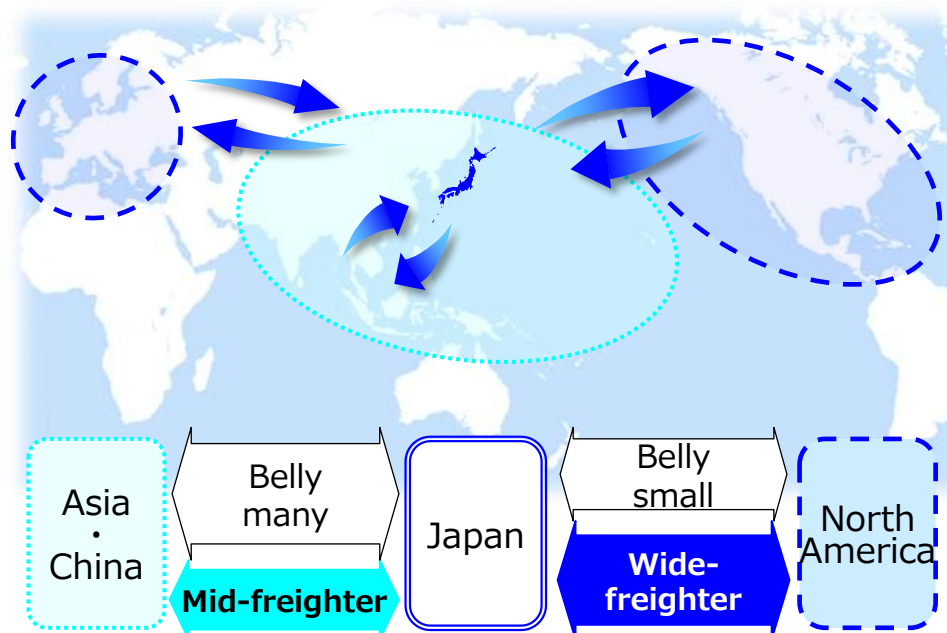 Asia
・
China
Belly
many
Mid-freighter
Japan
Belly
small
Wide-
freighter
North
America